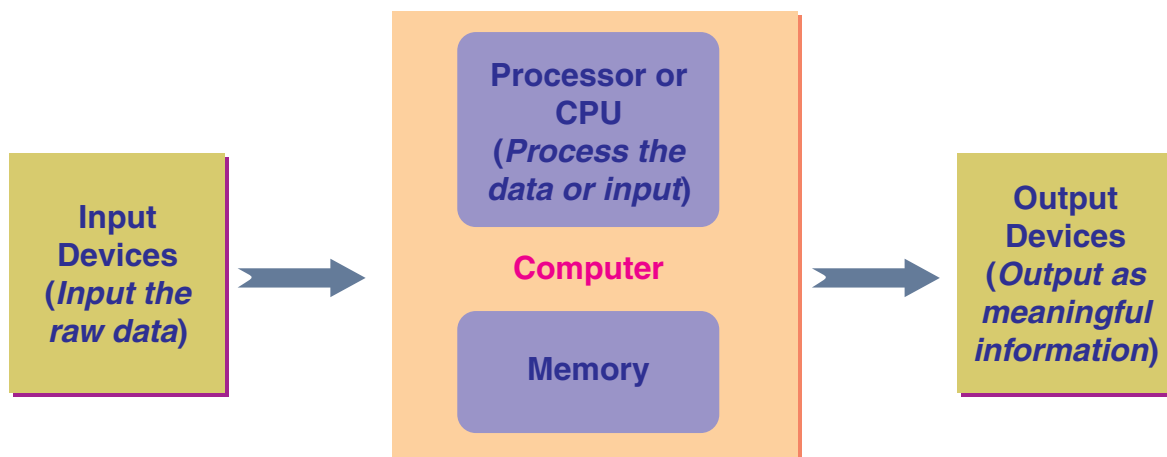 Input
Devices
(Input the
raw data)
Processor or
CPU
(Process the
data or input)
Computer
Memory
Output
Devices
(Output as
meaningful
information)